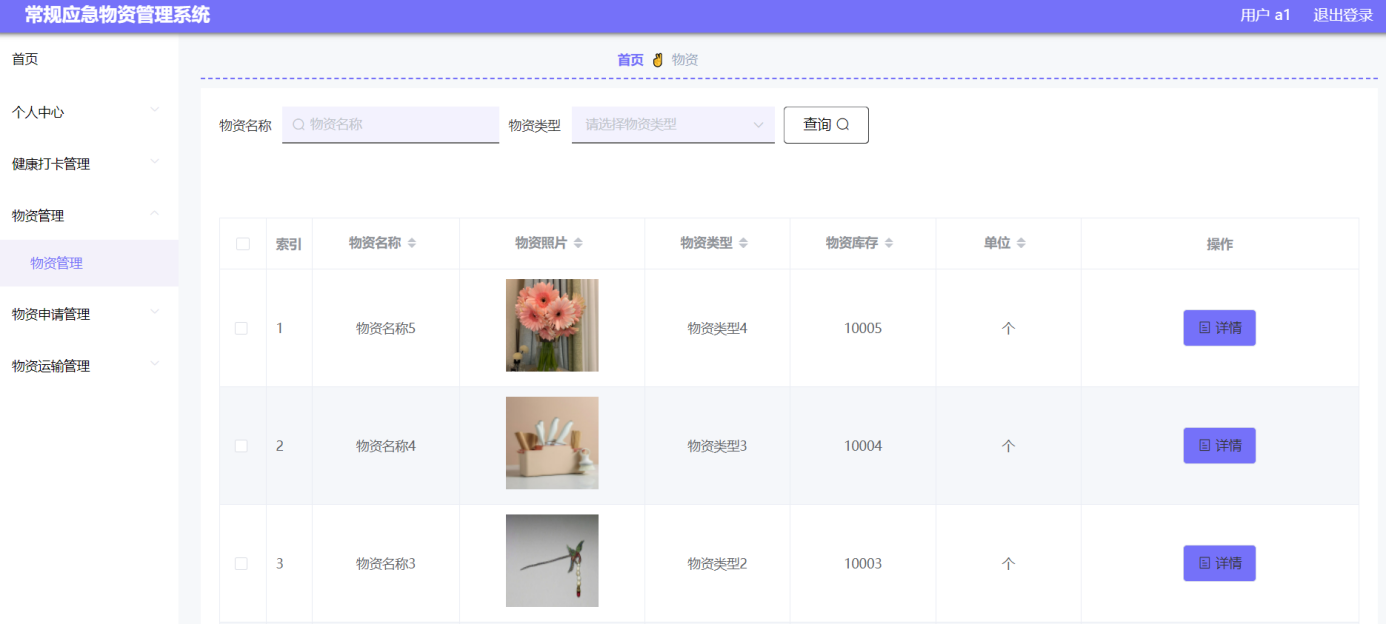 常规应急物资管理系统
用户 a1 退出登录
首页
个人中心
健康打卡管理
物资管理
物资管理
物资申请管理
物资运输管理
首页 物资
物资名称 物资名称 物资类型 请选择物资类型 查询
索引 物资名称 物资照片 物资类型 物资库存 单位 操作
1 物资名称5 物资类型4 10005 个 详情
2 物资名称4 物资类型3 10004 个 详情
3 物资名称3 物资类型2 10003 个 详情